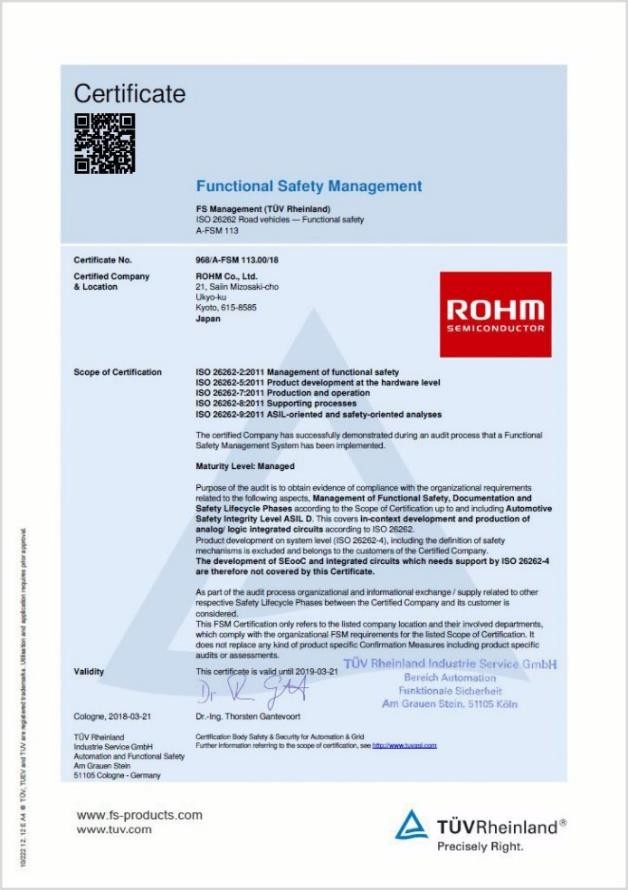 Certificate
Functional Safety Management
FS Management (TÜV Rheinland)
ISO 26262 Road vehicles — Functional safety
A-FSM 113
Certificate No.
968/A-FSM 113.00/18
Certified Company
& Location
ROHM Co., Ltd.
21, Saiin Mizosaki-cho
Ukyo-ku
Kyoto, 615-8585
Japan
ROHM
SEMICONDUCTOR
Scope of Certification
ISO 26262-2:2011 Management of functional safety
ISO 26262-5:2011 Product development at the hardware level
ISO 26262-7:2011 Production and operation
ISO 26262-8:2011 Supporting processes
ISO 26262-9:2011 ASIL-oriented and safety-oriented analyses
The certified Company has successfully demonstrated during an audit process that a Functional
Safety Management System has been implemented.
Maturity Level: Managed
Purpose of the audit is to obtain evidence of compliance with the organizational requirements
related to the following aspects, Management of Functional Safety, Documentation and
Safety Lifecycle Phases according to the Scope of Certification up to and including Automotive
Safety Integrity Level ASIL D. This covers in-context development and production of
analog/ logic integrated circuits according to ISO 26262.
Product development on system level (ISO 26262-4), including the definition of safety
mechanisms is excluded and belongs to the customers of the Certified Company.
The development of SEooC and integrated circuits which needs support by ISO 26262-4
are therefore not covered by this Certificate.
As part of the audit process organizational and informational exchange / supply related to other
respective Safety Lifecycle Phases between the Certified Company and its customer is
considered.
This FSM Certification only refers to the listed company location and their involved departments,
which comply with the organizational FSM requirements for the listed Scope of Certification. It
does not replace any kind of product specific Confirmation Measures including product specific
audits or assessments.
Validity
This certificate is valid until 2019-03-21
TÜV Rheinland Industrie Service GmbH
Bereich Automation
Funktionale Sicherheit
Am Grauen Stein, 51105 Köln
Cologne, 2018-03-21
Dr.-Ing. Thorsten Gantevoort
TÜV Rheinland
Industrie Service GmbH
Automation and Functional Safety
Am Grauen Stein
51105 Cologne - Germany
Certification Body Safety & Security for Automation & Grid
Further information referring to the scope of certification, see http://www.tuvasi.com
www.fs-products.com
www.tuv.com
TÜVRheinland®
Precisely Right.
10/222 12. 12 E A4 ® TÜV, TUEV and TUV are registered trademarks. Utilisation and application requires prior approval.